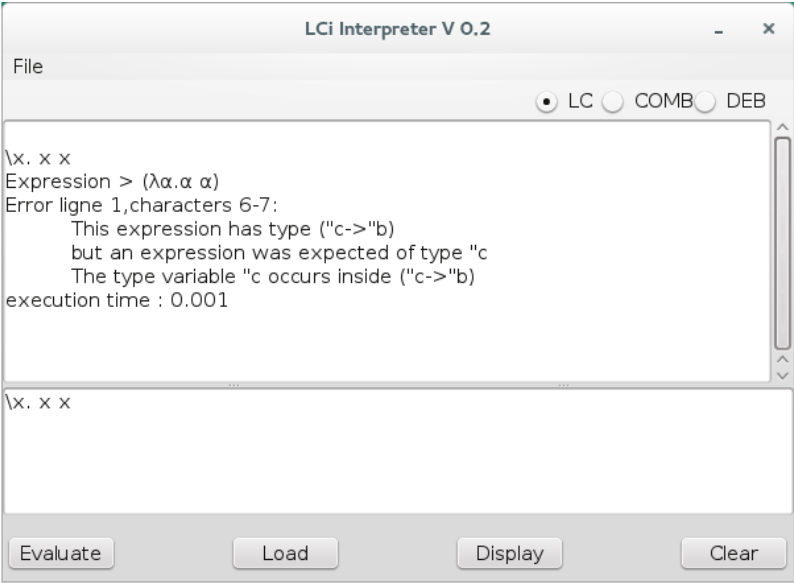 LCi Interpreter V 0.2
File
LC COMB DEB
\x. x x
Expression > (λα.α α)
Error ligne 1,characters 6-7:
This expression has type ("c->"b)
but an expression was expected of type "c
The type variable "c occurs inside ("c->"b)
execution time : 0.001
\x. x x
Evaluate Load Display Clear